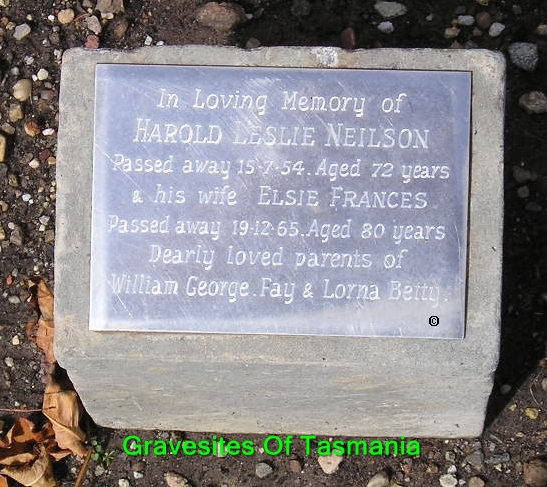 In Loving Memory of
HAROLD LESLIE NEILSON
Passed away 15-7-54. Aged 72 years
& his wife ELSIE FRANCES
Passed away 19-12-65. Aged 80 years
Dearly loved parents of
William George. Fay & Lorna Betty.
©
Gravesites Of Tasmania